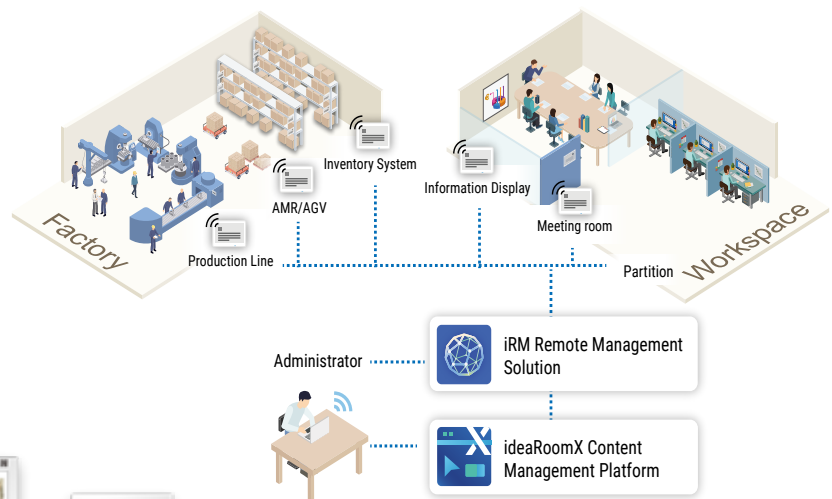 Inventory System
Information Display
AMR/AGV
Meeting room
Factory
Production Line
Partition
Workspace
iRM Remote Management
Solution
Administrator
X
ideaRoomX Content
Management Platform